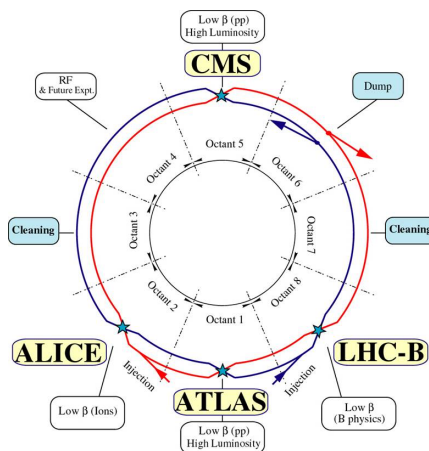 Low β (pp)
High Luminosity
CMS
RF
& Future Expt.
Dump
Octant 5
Octant 4
Octant 6
Octant 3
Octant 7
Cleaning
Cleaning
Octant 2
Octant 8
Octant 1
ALICE
LHC-B
Injection
Injection
ATLAS
Low β (Ions)
Low β
(B physics)
Low β (pp)
High Luminosity